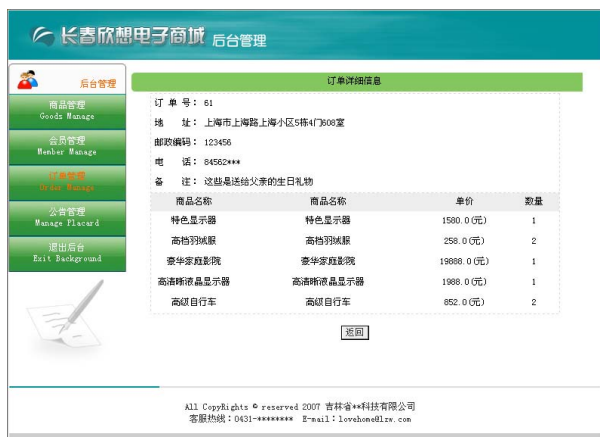 长春欣想电子商城 后台管理
后台管理
商品管理
Goods Manage
会员管理
Member Manage
订单管理
Order Manage
公告管理
Manage Placard
退出后台
Exit Background
订单详细信息
订 单 号： 61
地 址： 上海市上海路上海小区5栋4门608室
邮政编码： 123456
电 话： 84562***
备 注： 这些是送给父亲的生日礼物
商品名称 商品名称 单价 数量
特色显示器 特色显示器 1580.0(元) 1
高档羽绒服 高档羽绒服 258.0(元) 2
豪华家庭影院 豪华家庭影院 19888.0(元) 1
高清晰液晶显示器 高清晰液晶显示器 1988.0(元) 1
高级自行车 高级自行车 852.0(元) 2
返回
All CopyRights © reserved 2007 吉林省**科技有限公司
客服热线：0431-******** E-mail：lovehome@lzw.com